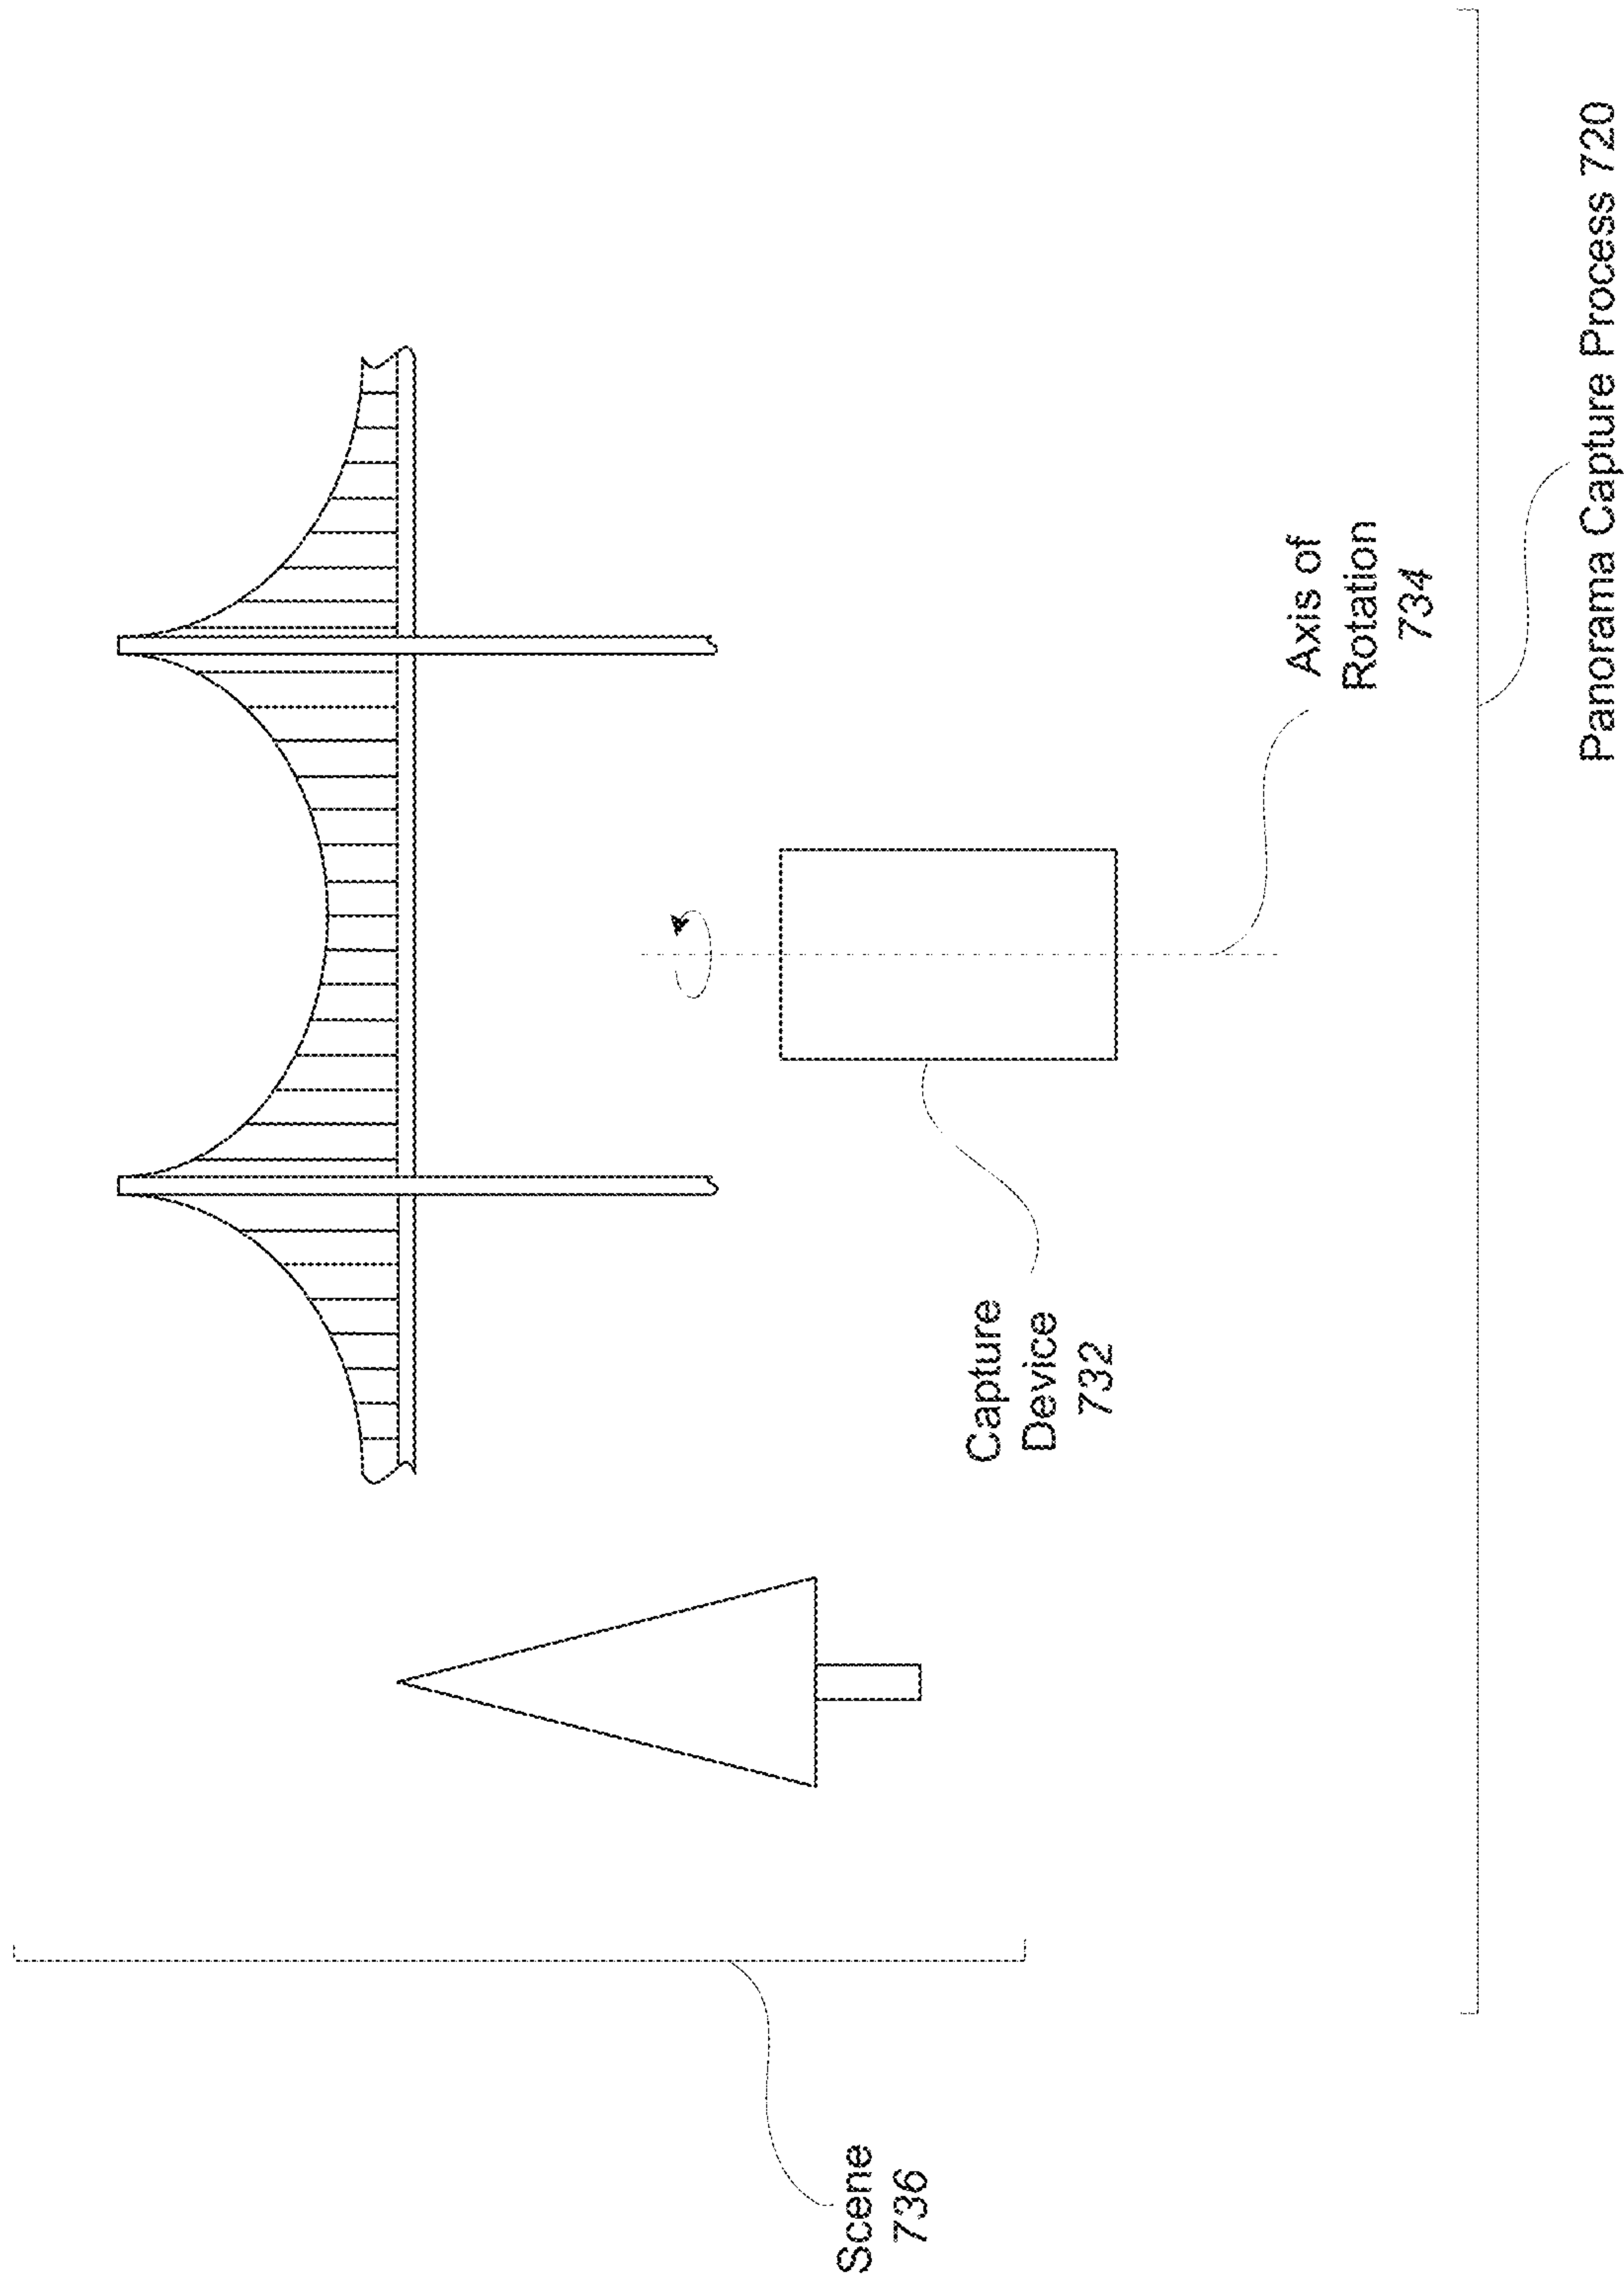 Scene
736
Capture
Device
732
Axis of
Rotation
734
Panorama Capture Process 720